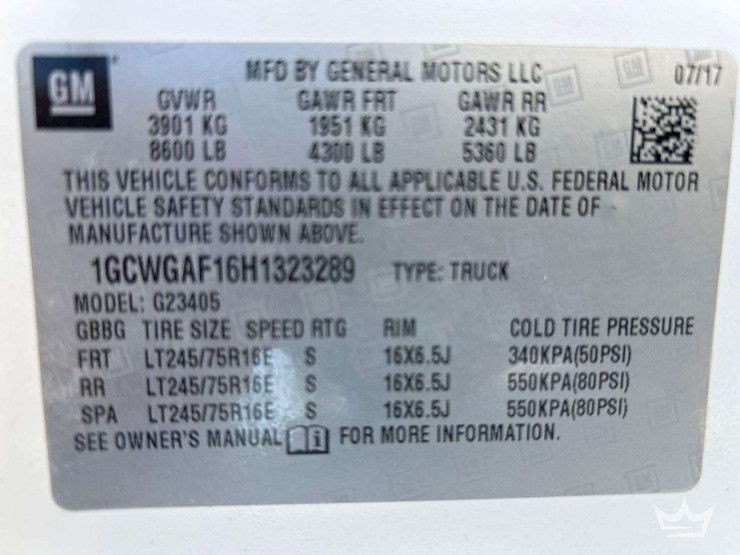 GM
MFD BY GENERAL MOTORS LLC 07/17
GVWR GAWR FRT GAWR RR
3901 KG 1951 KG 2431 KG
8600 LB 4300 LB 5360 LB
THIS VEHICLE CONFORMS TO ALL APPLICABLE U.S. FEDERAL MOTOR
VEHICLE SAFETY STANDARDS IN EFFECT ON THE DATE OF
MANUFACTURE SHOWN ABOVE.
1GCWGAF16H1323289 TYPE: TRUCK
MODEL: G23405
GBBG TIRE SIZE SPEED RTG RIM COLD TIRE PRESSURE
FRT LT245/75R16E S 16X6.5J 340KPA(50PSI)
RR LT245/75R16E S 16X6.5J 550KPA(80PSI)
SPA LT245/75R16E S 16X6.5J 550KPA(80PSI)
SEE OWNER'S MANUAL i FOR MORE INFORMATION.